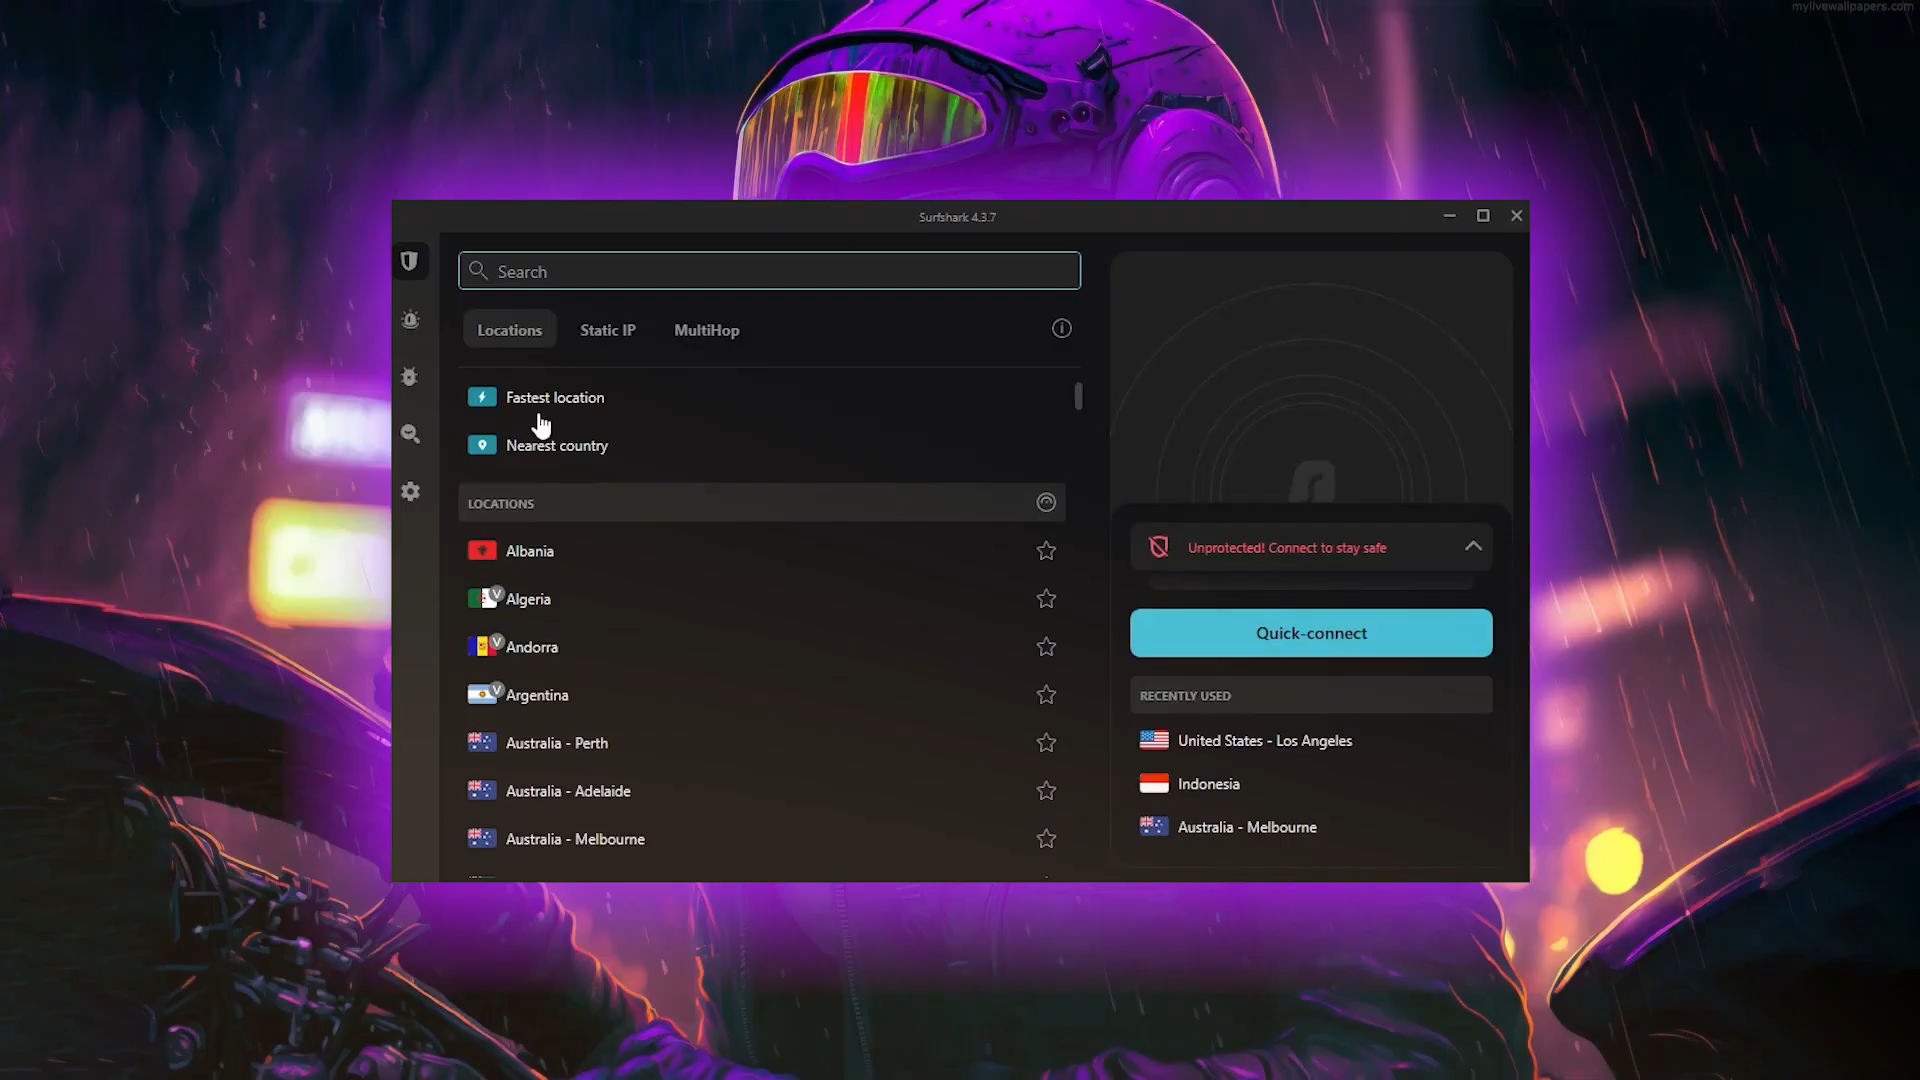 mylivewallpapers.com
Surfshark 4.3.7
Search
Locations
Static IP
MultiHop
Fastest location
Nearest country
LOCATIONS
Albania
V
Algeria
V
Andorra
V
Argentina
Australia - Perth
Australia - Adelaide
Australia - Melbourne
Unprotected! Connect to stay safe
Quick-connect
RECENTLY USED
United States - Los Angeles
Indonesia
Australia - Melbourne